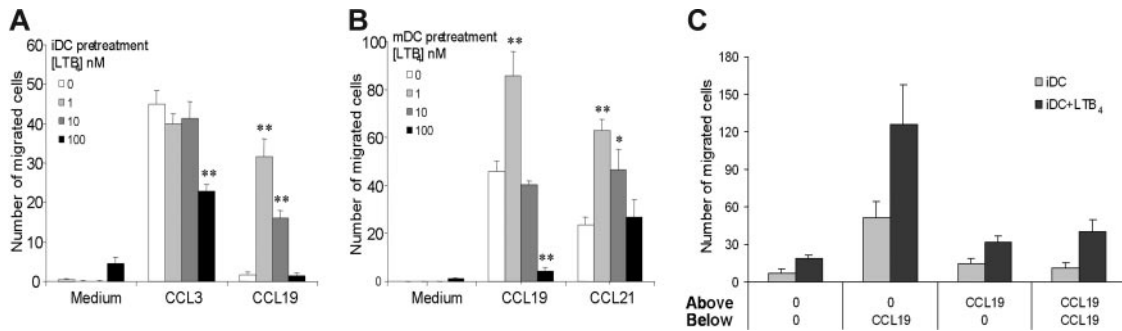 A
iDC pretreatment
[LTB4] nM
0
1
10
100
Number of migrated cells
60
50
40
30
20
10
0
**
**
**
Medium CCL3 CCL19
B
mDC pretreatment
[LTB4] nM
0
1
10
100
Number of migrated cells
100
80
60
40
20
0
**
**
**
*
Medium CCL19 CCL21
C
iDC
iDC+LTB4
Number of migrated cells
180
150
120
90
60
30
0
Above 0 0 CCL19 CCL19
Below 0 CCL19 0 CCL19